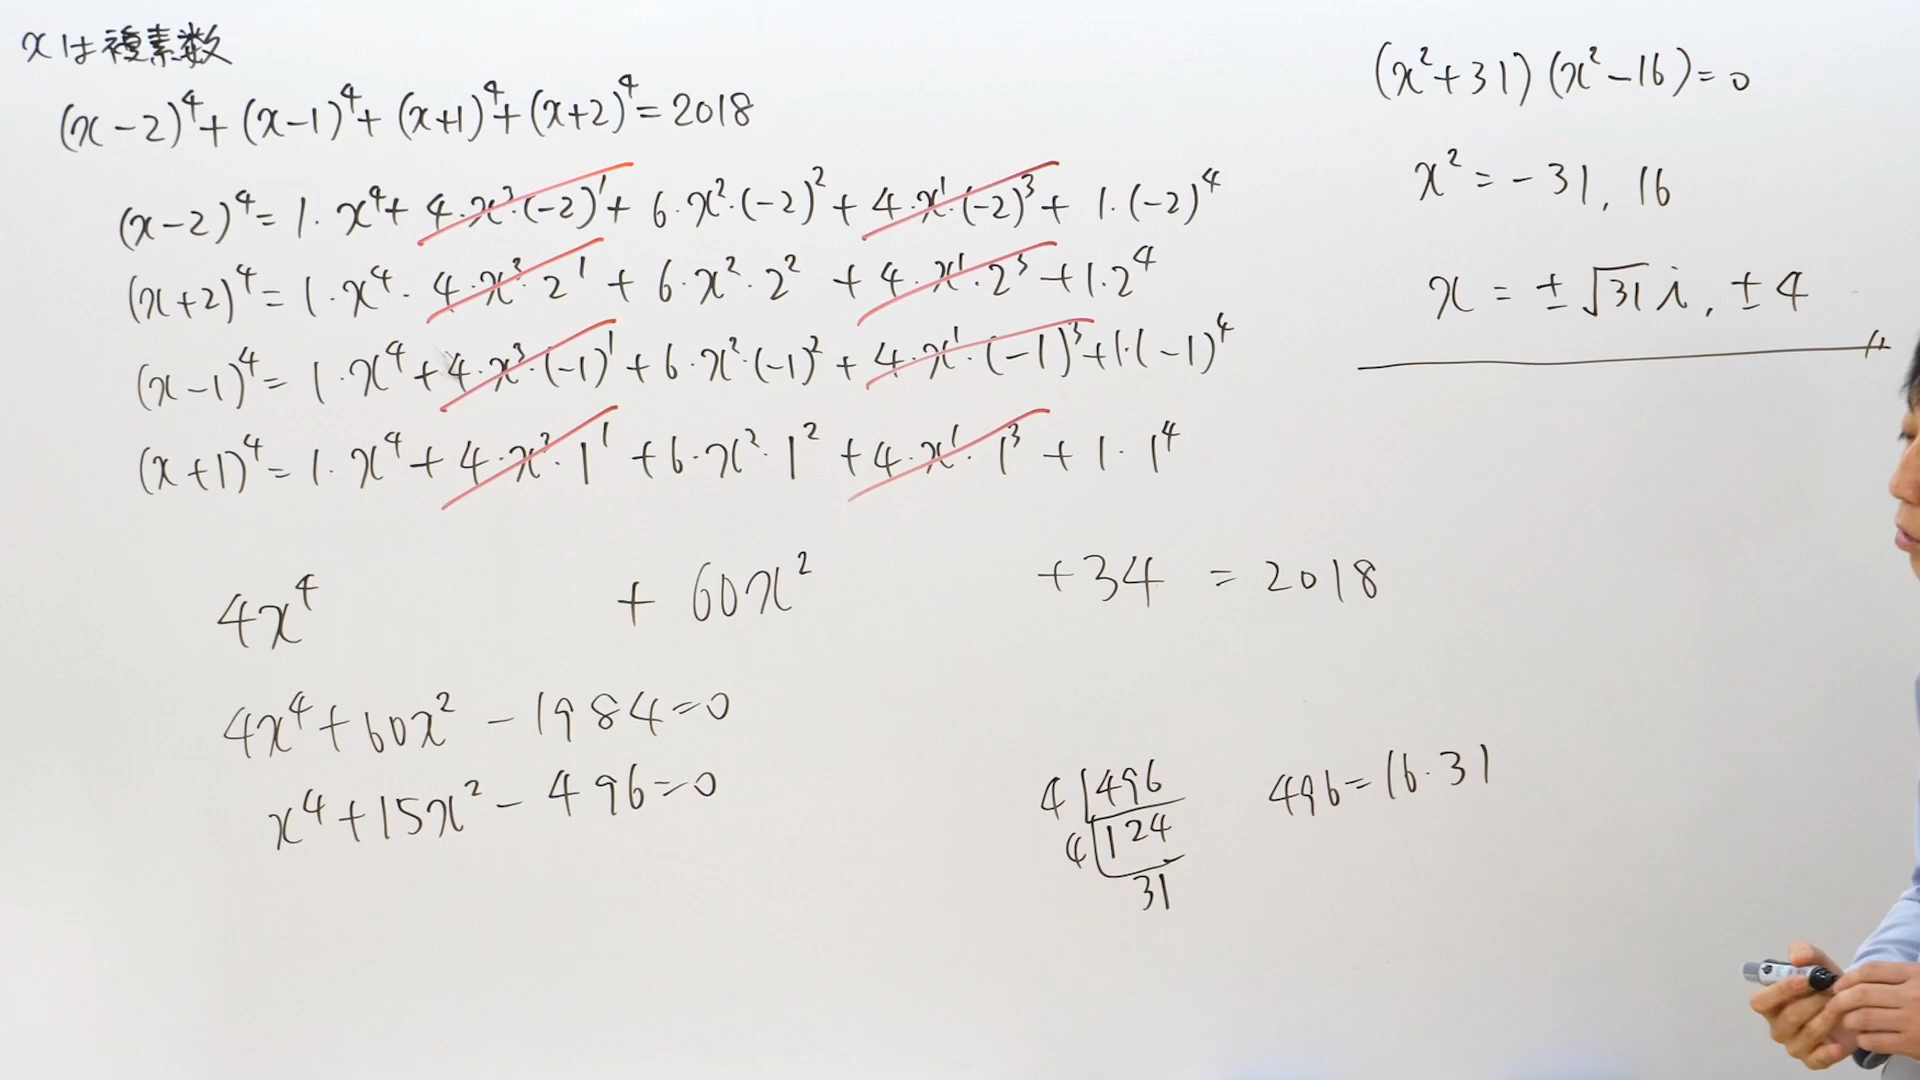 xは複素数
(x-2)⁴+(x-1)⁴+(x+1)⁴+(x+2)⁴=2018
(x-2)⁴=1·x⁴+4·x³·(-2)¹+6·x²·(-2)²+4·x¹·(-2)³+1·(-2)⁴
(x+2)⁴=1·x⁴·4·x³·2¹+6·x²·2²+4·x¹·2³+1·2⁴
(x-1)⁴=1·x⁴+4·x³·(-1)¹+6·x²·(-1)²+4·x¹·(-1)³+1·(-1)⁴
(x+1)⁴=1·x⁴+4·x³·1¹+6·x²·1²+4·x¹·1³+1·1⁴
4x⁴+60x²+34=2018
4x⁴+60x²-1984=0
x⁴+15x²-496=0
4)496
4)124
31
496=16·31
(x²+31)(x²-16)=0
x²=-31, 16
x=±√31i, ±4